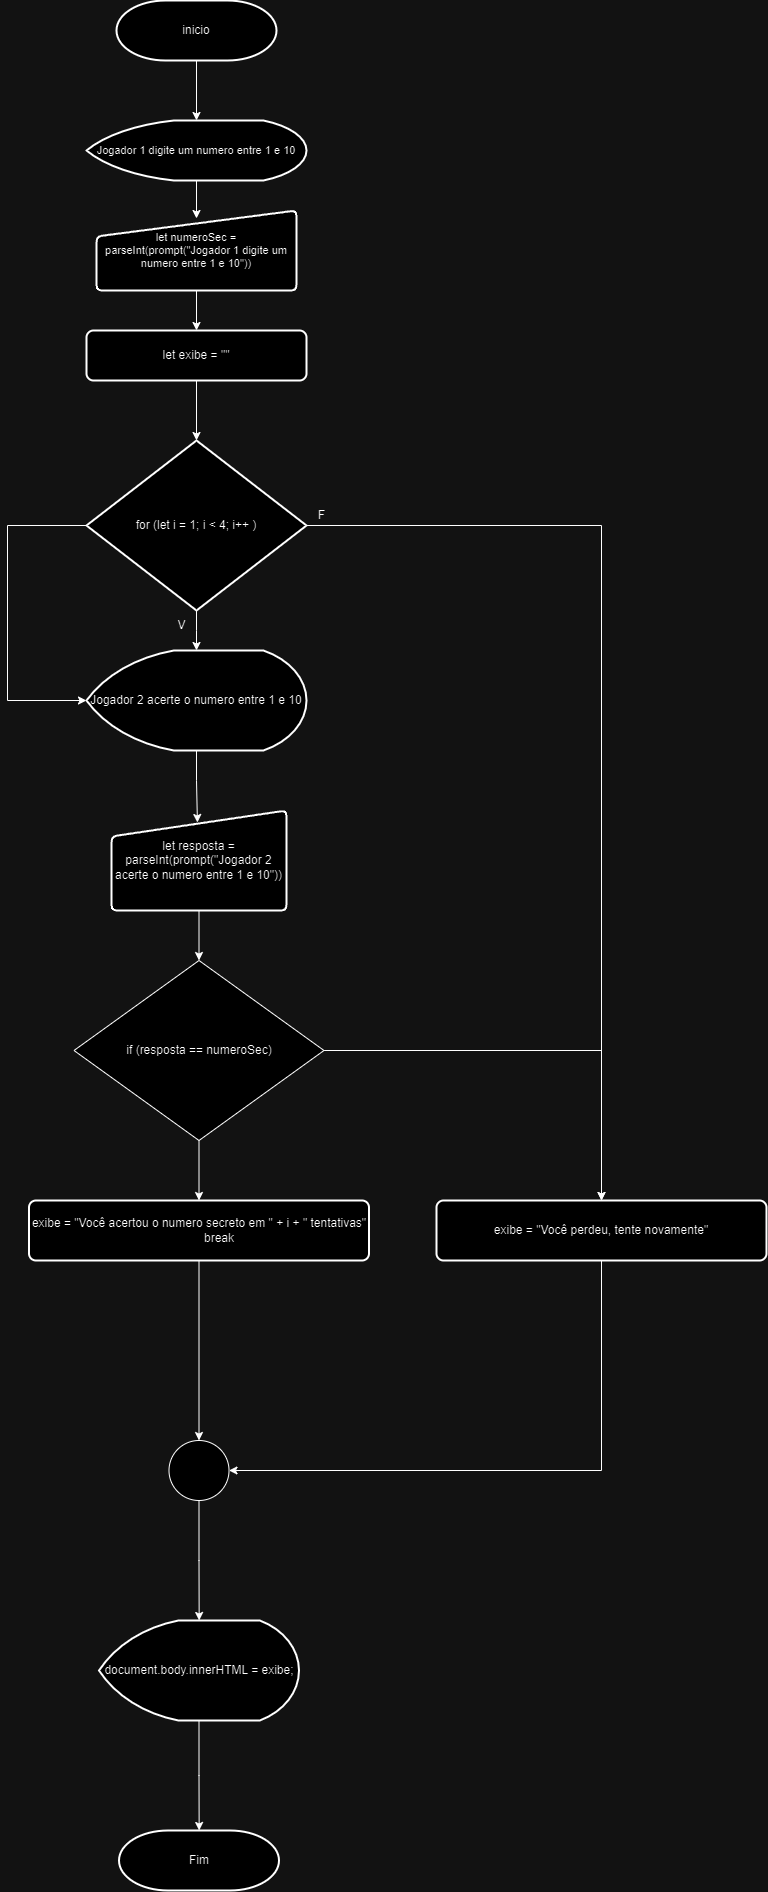 inicio
Jogador 1 digite um numero entre 1 e 10
let numeroSec =
parseInt(prompt("Jogador 1 digite um
numero entre 1 e 10"))
let exibe = ""
for (let i = 1; i < 4; i++ )
F
V
Jogador 2 acerte o numero entre 1 e 10
let resposta =
parseInt(prompt("Jogador 2
acerte o numero entre 1 e 10"))
if (resposta == numeroSec)
exibe = "Você acertou o numero secreto em " + i + " tentativas"
break
exibe = "Você perdeu, tente novamente"
document.body.innerHTML = exibe;
Fim